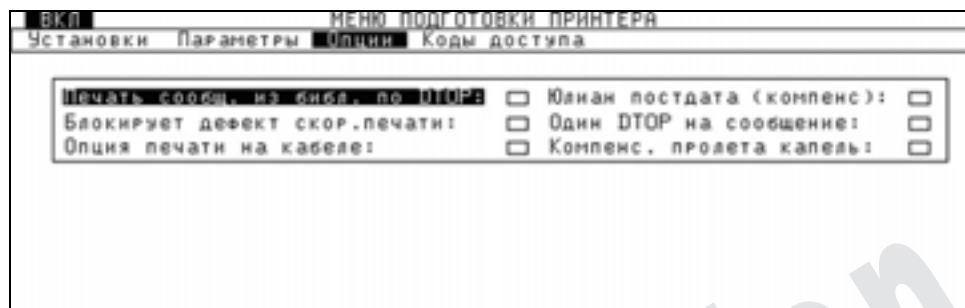 ВКЛ МЕНЮ ПОДГОТОВКИ ПРИНТЕРА
Установки Параметры Опции Коды доступа
Печать сообщ. из библ. по DTOP: Юлиан постдата (компенс):
Блокирует дефект скор.печати: Один DTOP на сообщение:
Опция печати на кабеле: Компенс. пролета капель: